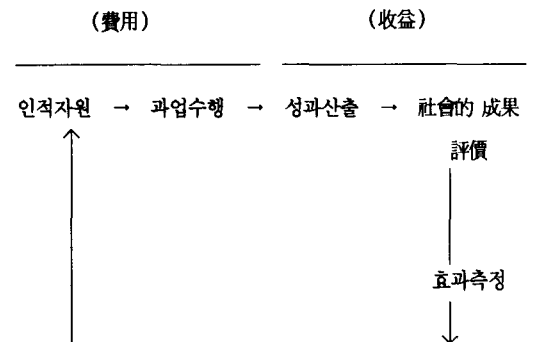 (費用) (收益)
인적자원 → 과업수행 → 성과산출 → 社會的 成果
評價
효과측정